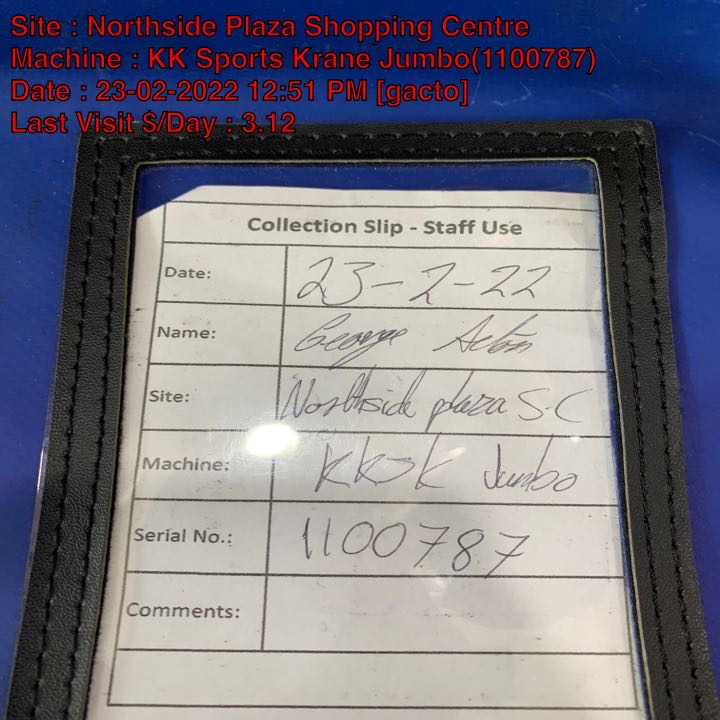 Site : Northside Plaza Shopping Centre
Machine : KK Sports Krane Jumbo(1100787)
Date : 23-02-2022 12:51 PM [gacto]
Last Visit $/Day : 3.12
Collection Slip - Staff Use
Date: 23-2-22
Name: George Acton
Site: Northside plaza S-C
Machine: KKSK Jumbo
Serial No.: 1100787
Comments: